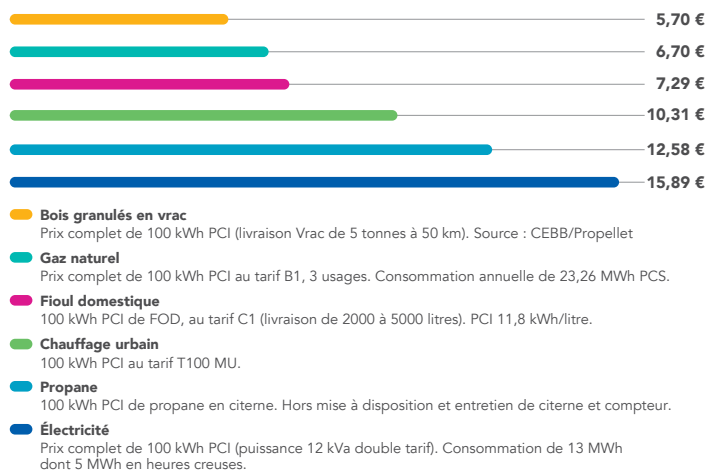 5,70 €
6,70 €
7,29 €
10,31 €
12,58 €
15,89 €
Bois granulés en vrac
Prix complet de 100 kWh PCI (livraison Vrac de 5 tonnes à 50 km). Source : CEBB/Propellet
Gaz naturel
Prix complet de 100 kWh PCI au tarif B1, 3 usages. Consommation annuelle de 23,26 MWh PCS.
Fioul domestique
100 kWh PCI de FOD, au tarif C1 (livraison de 2000 à 5000 litres). PCI 11,8 kWh/litre.
Chauffage urbain
100 kWh PCI au tarif T100 MU.
Propane
100 kWh PCI de propane en citerne. Hors mise à disposition et entretien de citerne et compteur.
Électricité
Prix complet de 100 kWh PCI (puissance 12 kVa double tarif). Consommation de 13 MWh
dont 5 MWh en heures creuses.